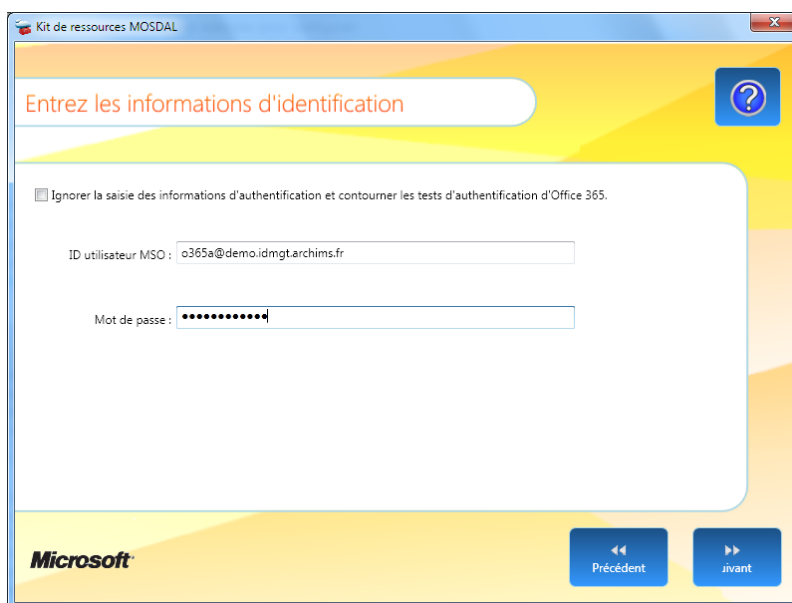 Kit de ressources MOSDAL
Entrez les informations d'identification
Ignorer la saisie des informations d'authentification et contourner les tests d'authentification d'Office 365.
ID utilisateur MSO : o365a@demo.idmgt.archims.fr
Mot de passe : ••••••••••••
Microsoft
Précédent
uivant